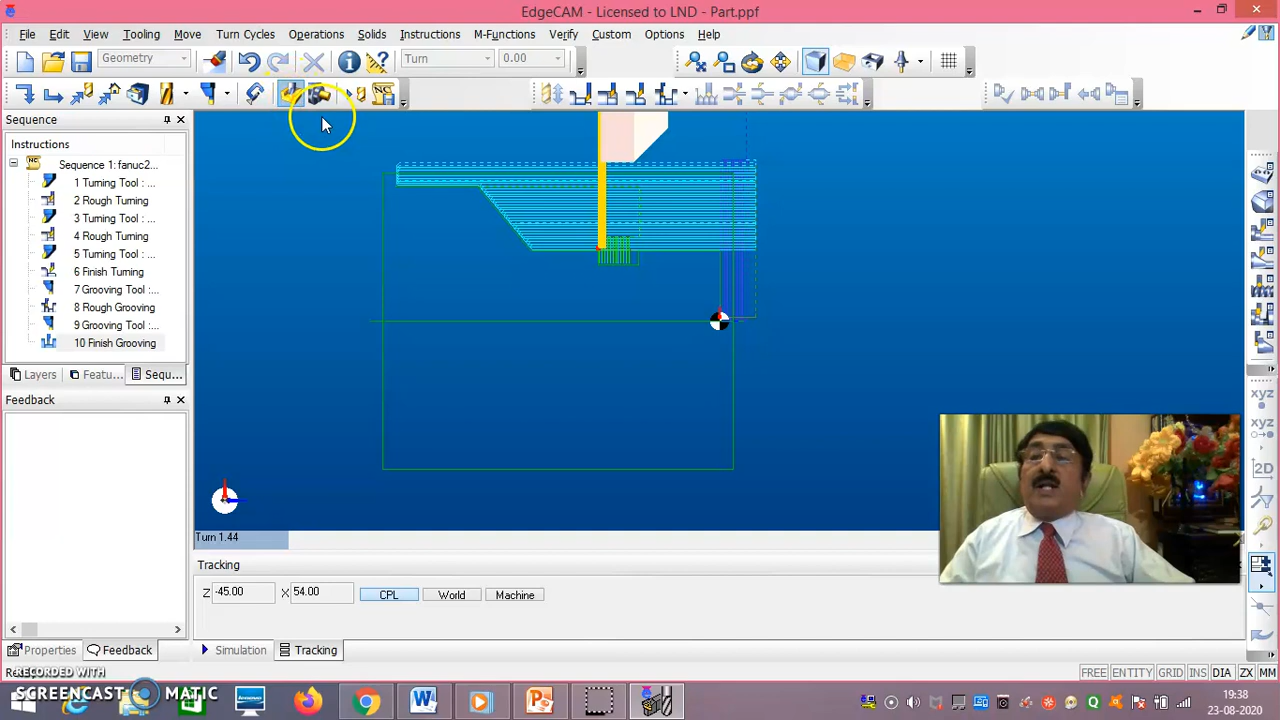 EdgeCAM - Licensed to LND - Part.ppf
File Edit View Tooling Move Turn Cycles Operations Solids Instructions M-Functions Verify Custom Options Help
Geometry Turn 0.00
Sequence
Instructions
Sequence 1: fanuc2...
1 Turning Tool : ...
2 Rough Turning
3 Turning Tool : ...
4 Rough Turning
5 Turning Tool : ...
6 Finish Turning
7 Grooving Tool : ...
8 Rough Grooving
9 Grooving Tool : ...
10 Finish Grooving
Layers Featu... Sequ...
Feedback
Turn 1.44
Tracking
Z -45.00 X 54.00 CPL World Machine
Properties Feedback Simulation Tracking
RECORDED WITH
SCREENCAST MATIC
FREE ENTITY GRID INS DIA ZX MM
xyz
xyz
2D
19:38
23-08-2020